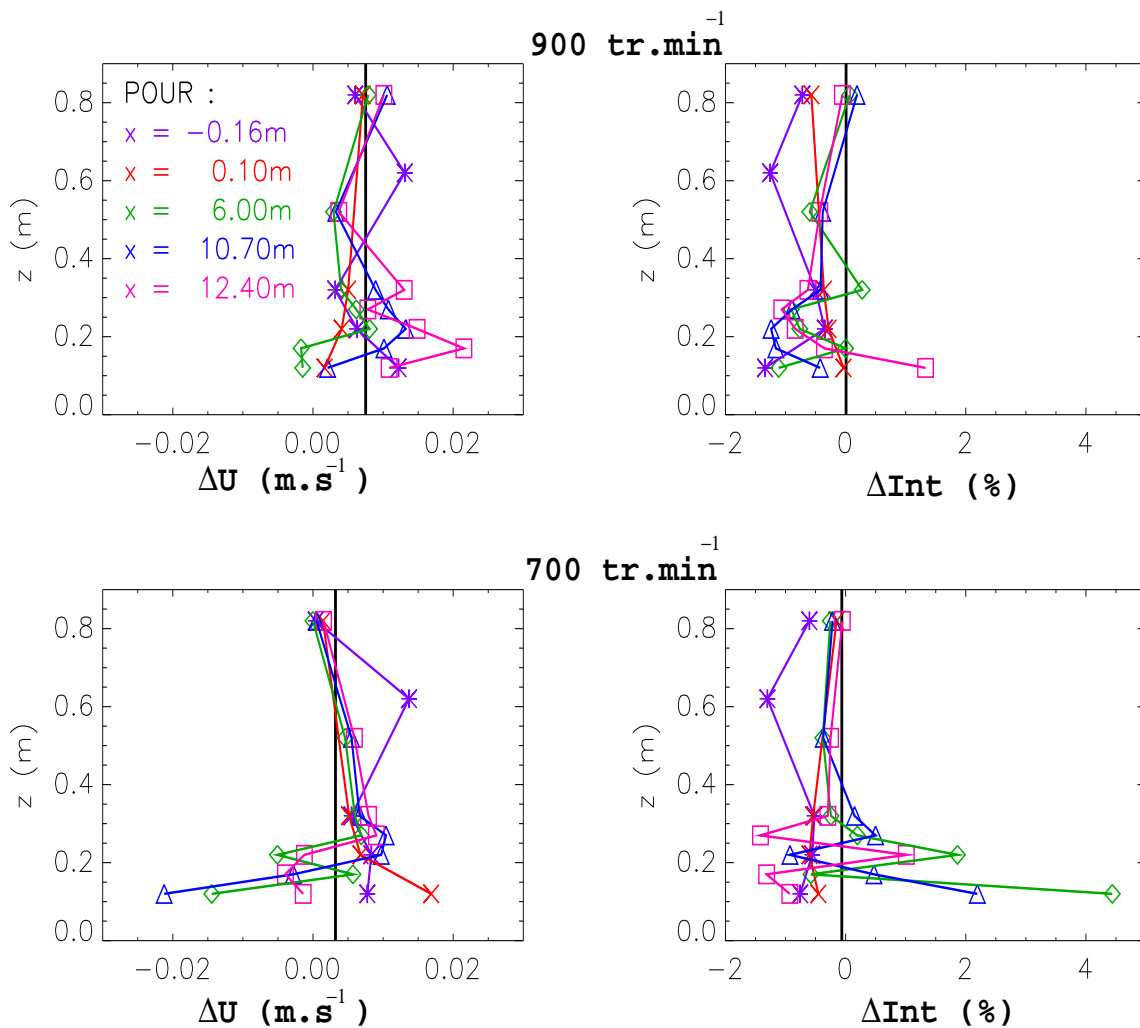 900 tr.min-1
POUR :
x = -0.16m
x = 0.10m
x = 6.00m
x = 10.70m
x = 12.40m
z (m)
0.8
0.6
0.4
0.2
0.0
-0.02 0.00 0.02
ΔU (m.s-1)
z (m)
0.8
0.6
0.4
0.2
0.0
-2 0 2 4
ΔInt (%)
700 tr.min-1
z (m)
0.8
0.6
0.4
0.2
0.0
-0.02 0.00 0.02
ΔU (m.s-1)
z (m)
0.8
0.6
0.4
0.2
0.0
-2 0 2 4
ΔInt (%)